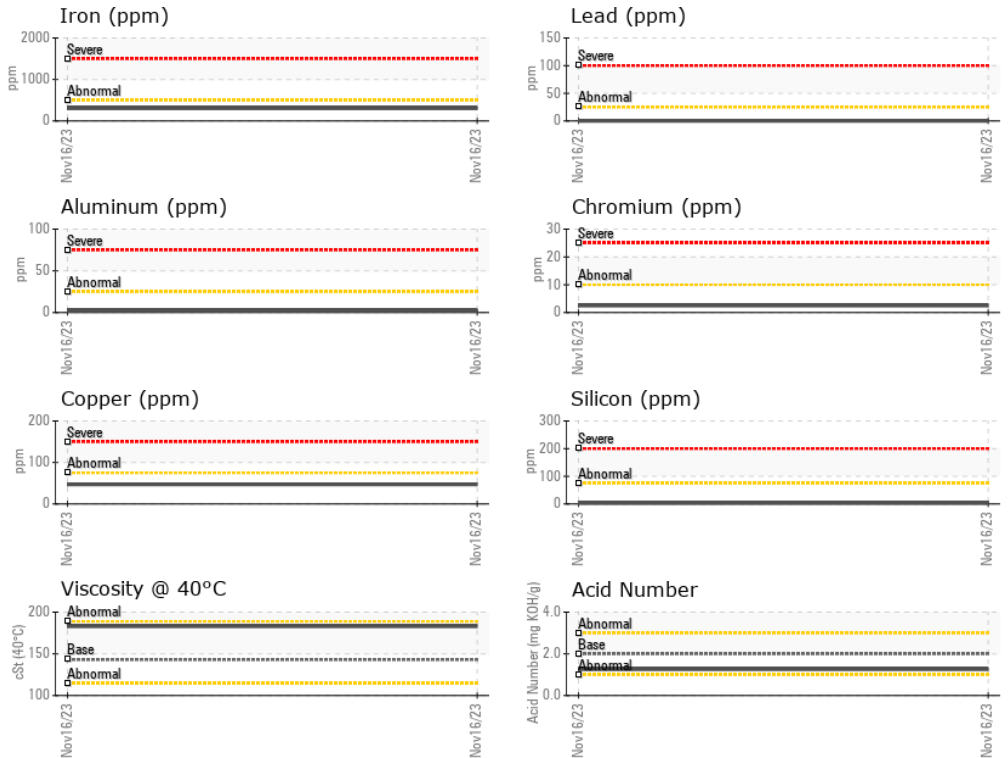 Iron (ppm)
2000
1000
0
ppm
Severe
Abnormal
Nov16/23
Nov16/23
Lead (ppm)
150
100
50
0
ppm
Severe
Abnormal
Nov16/23
Nov16/23
Aluminum (ppm)
100
50
0
ppm
Severe
Abnormal
Nov16/23
Nov16/23
Chromium (ppm)
30
20
10
0
ppm
Severe
Abnormal
Nov16/23
Nov16/23
Copper (ppm)
200
100
0
ppm
Severe
Abnormal
Nov16/23
Nov16/23
Silicon (ppm)
300
200
100
0
ppm
Severe
Abnormal
Nov16/23
Nov16/23
Viscosity @ 40°C
200
150
100
cSt (40°C)
Abnormal
Base
Abnormal
Nov16/23
Nov16/23
Acid Number
4.0
2.0
0.0
Acid Number (mg KOH/g)
Abnormal
Base
Abnormal
Nov16/23
Nov16/23